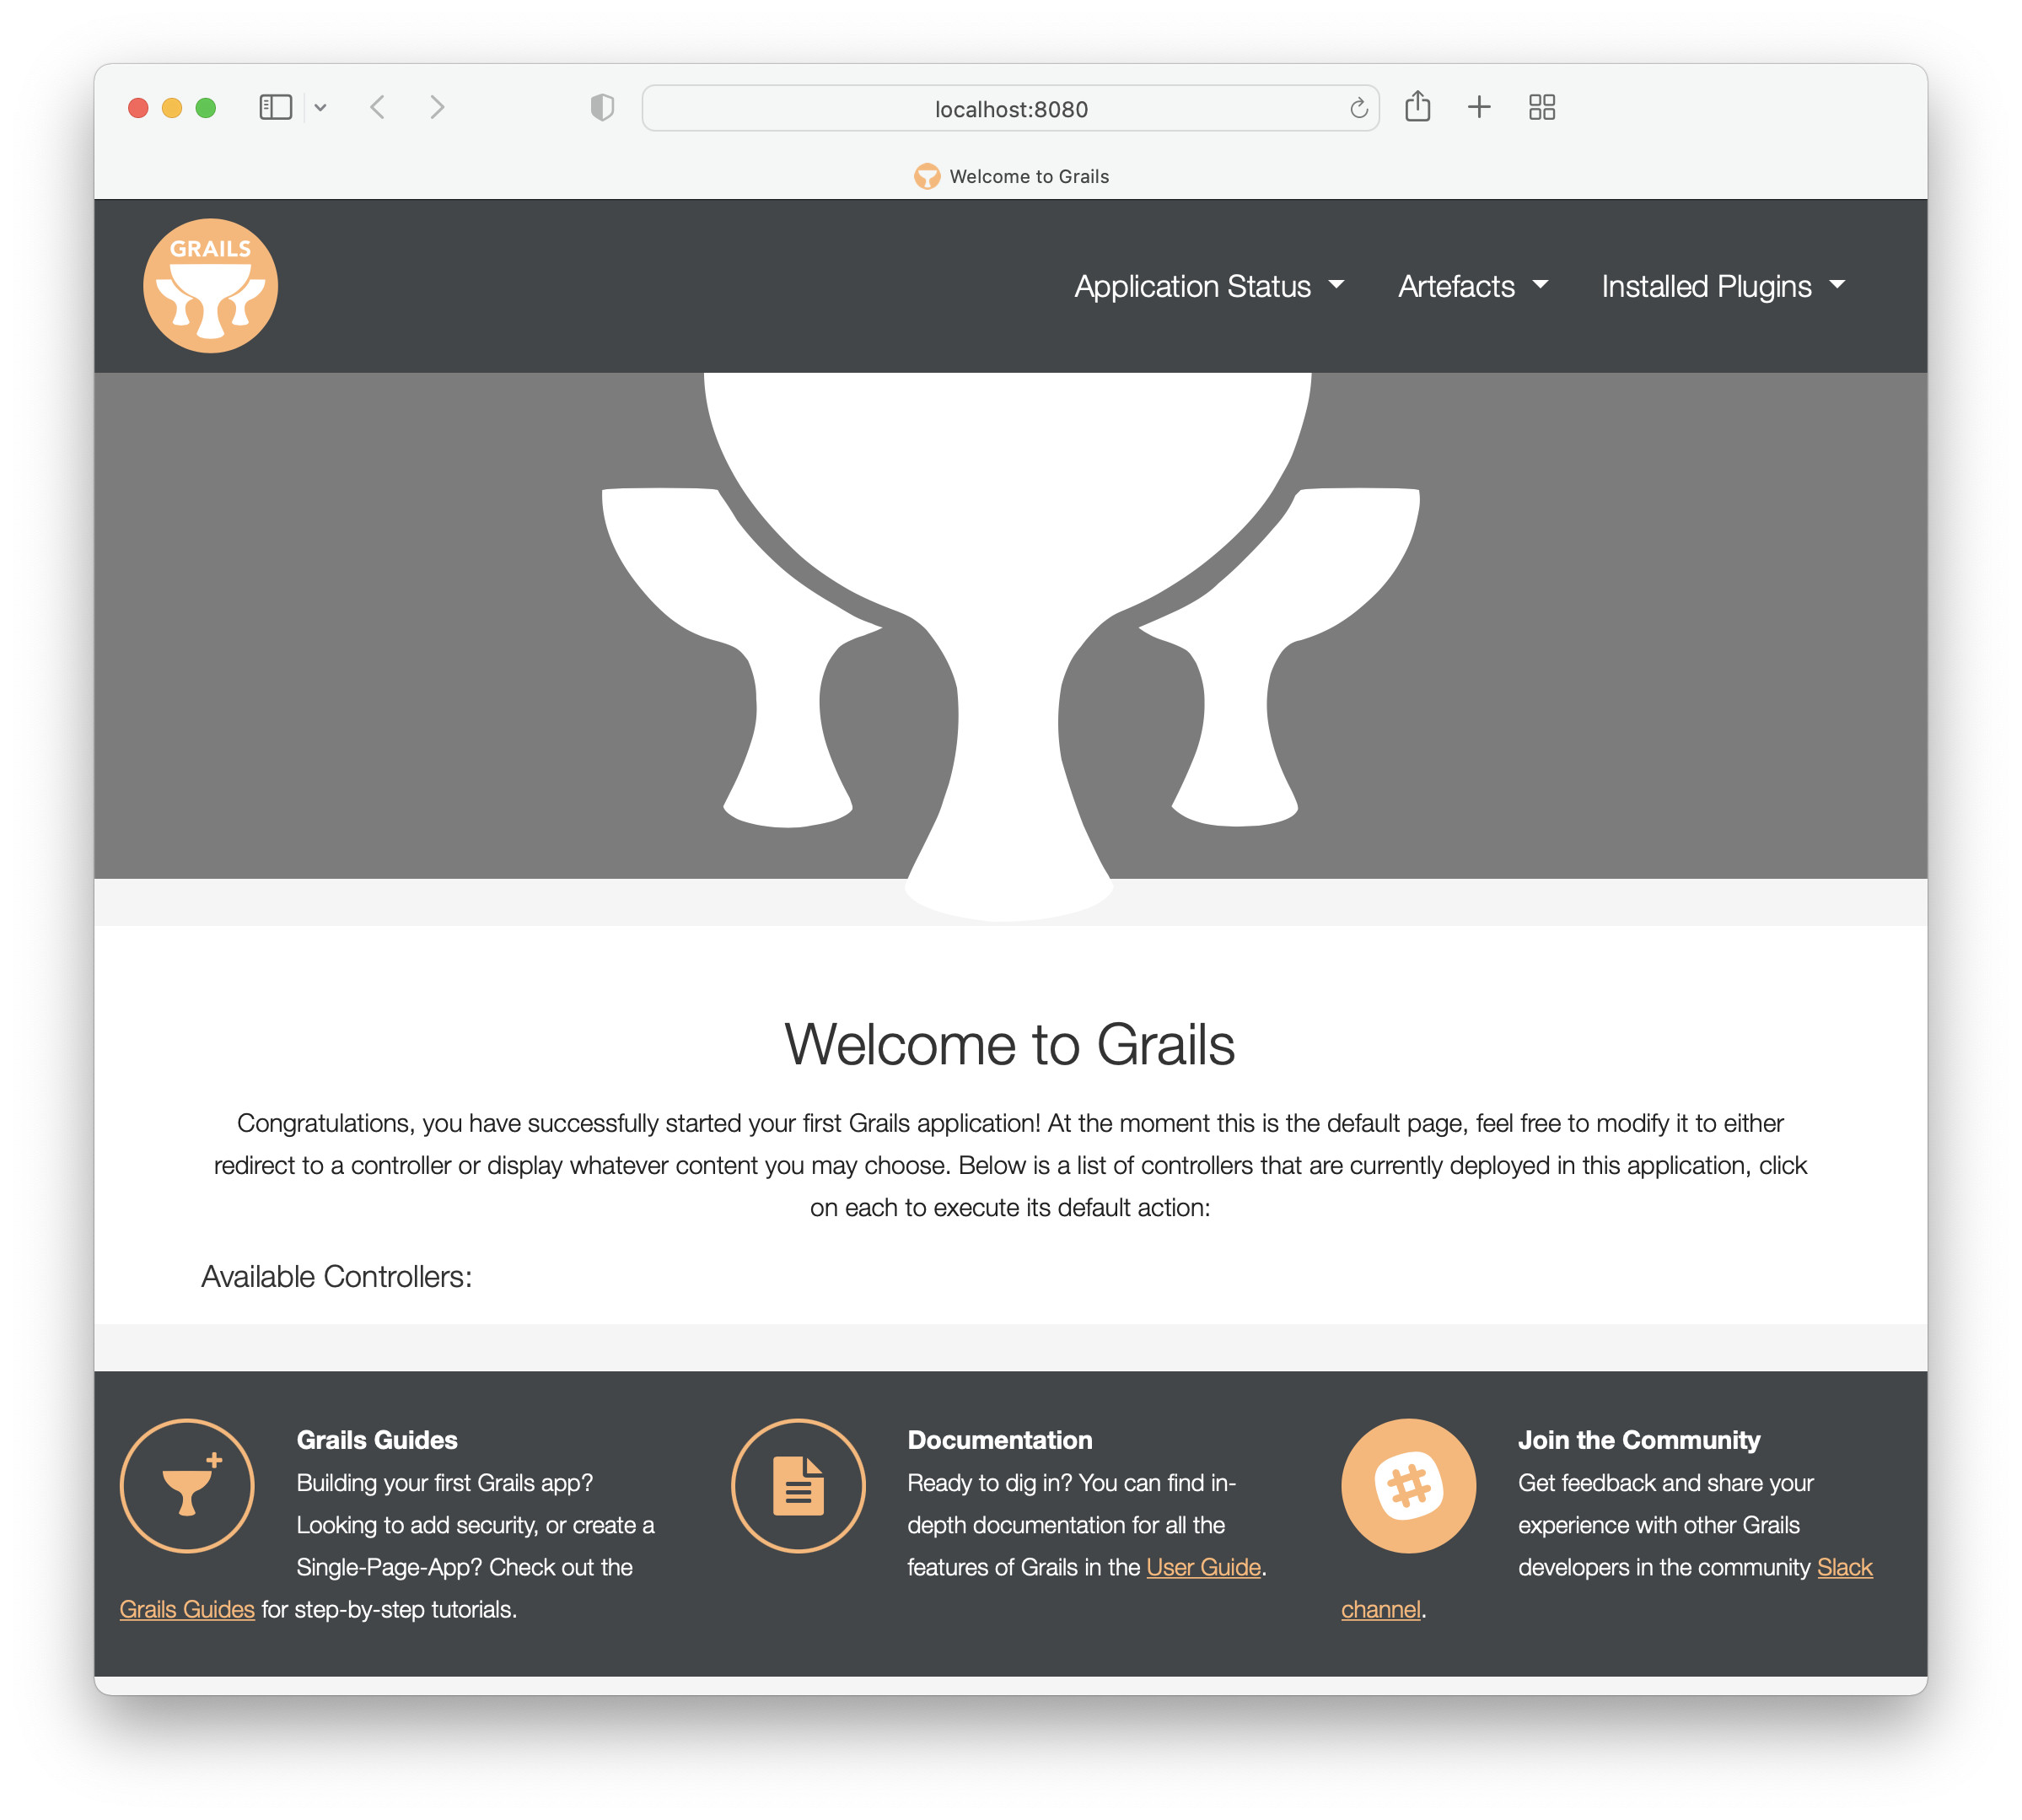 localhost:8080
Welcome to Grails
GRAILS
Application Status
Artefacts
Installed Plugins
Welcome to Grails
Congratulations, you have successfully started your first Grails application! At the moment this is the default page, feel free to modify it to either
redirect to a controller or display whatever content you may choose. Below is a list of controllers that are currently deployed in this application, click
on each to execute its default action:
Available Controllers:
Grails Guides
Building your first Grails app?
Looking to add security, or create a
Single-Page-App? Check out the
Grails Guides for step-by-step tutorials.
Documentation
Ready to dig in? You can find in-
depth documentation for all the
features of Grails in the User Guide.
Join the Community
Get feedback and share your
experience with other Grails
developers in the community Slack
channel.